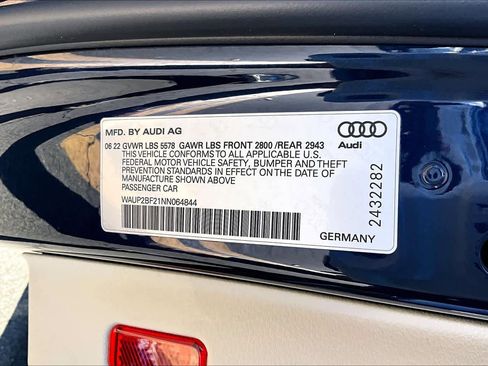 MFD. BY AUDI AG
Audi
06 22 GVWR LBS 5578 GAWR LBS FRONT 2800 /REAR 2943
THIS VEHICLE CONFORMS TO ALL APPLICABLE U.S.
FEDERAL MOTOR VEHICLE SAFETY, BUMPER AND THEFT
PREVENTION STANDARDS IN EFFECT ON THE DATE OF
MANUFACTURE SHOWN ABOVE
PASSENGER CAR
WAUP2BF21NN064844
2432282
GERMANY